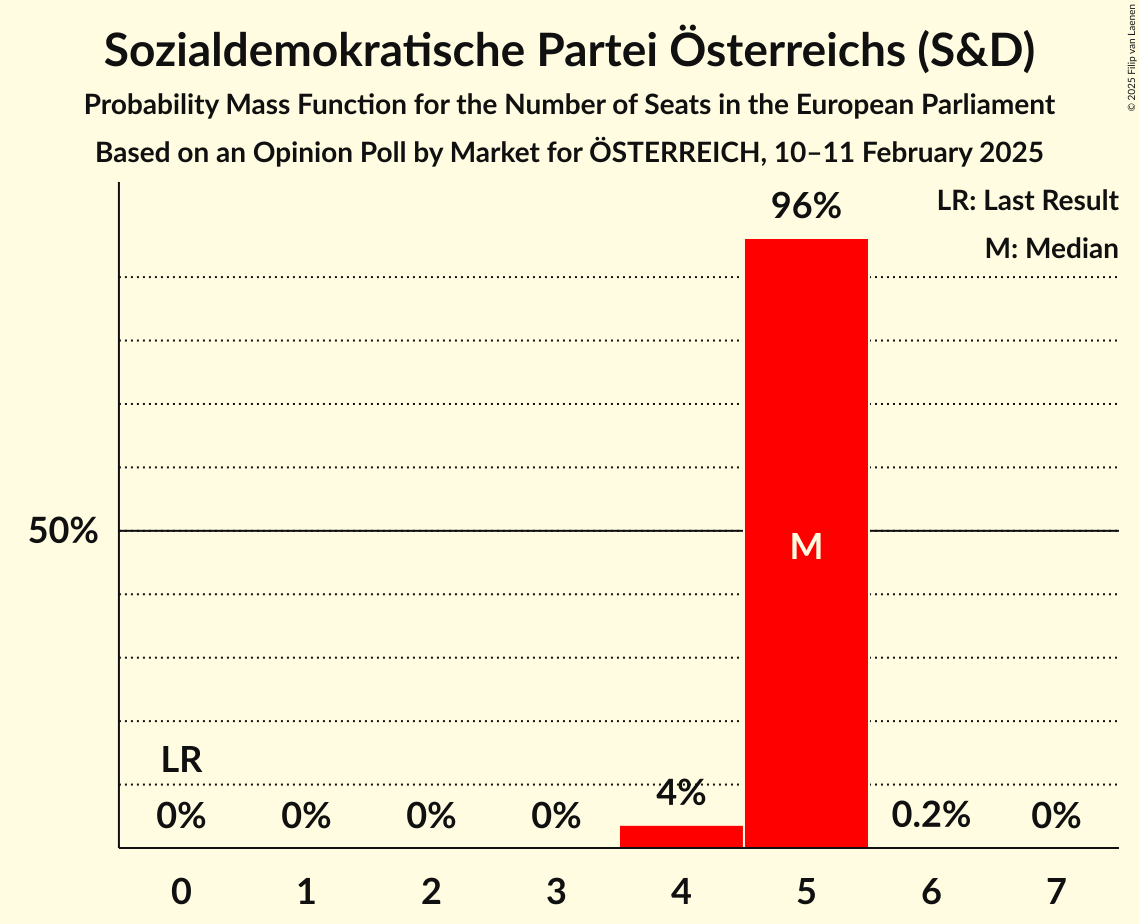 Sozialdemokratische Partei Österreichs (S&D)
Probability Mass Function for the Number of Seats in the European Parliament
Based on an Opinion Poll by Market for ÖSTERREICH, 10–11 February 2025
© 2025 Filip van Laenen
LR: Last Result
M: Median
96%
50%
M
LR
0% 0% 0% 0% 4% 0.2% 0%
0 1 2 3 4 5 6 7